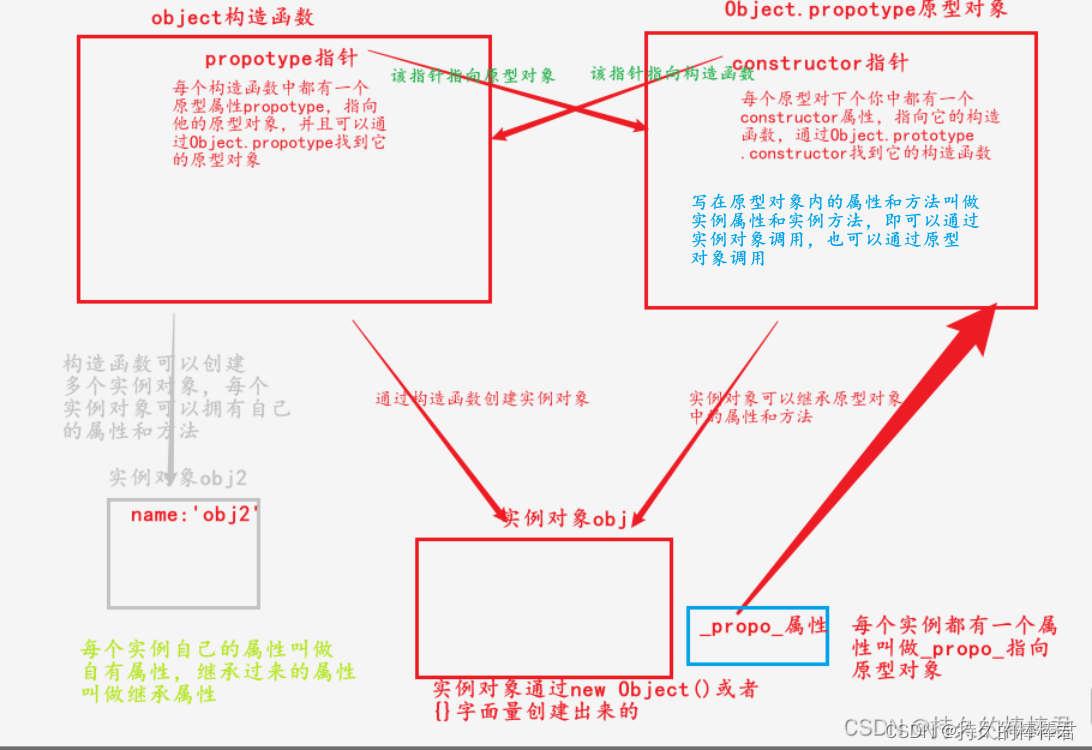 object构造函数
Object.propotype原型对象
propotype指针
该指针指向原型对象
该指针指向构造函数
constructor指针
每个构造函数中都有一个
原型属性propotype，指向
他的原型对象，并且可以通
过Object.propotype找到它
的原型对象
每个原型对下个你中都有一个
constructor属性，指向它的构造
函数，通过Object.prototype
.constructor找到它的构造函数
写在原型对象内的属性和方法叫做
实例属性和实例方法，即可以通过
实例对象调用，也可以通过原型
对象调用
构造函数可以创建
多个实例对象，每个
实例对象可以拥有自己
的属性和方法
通过构造函数创建实例对象
实例对象可以继承原型对象
中的属性和方法
实例对象obj2
name:'obj2'
实例对象obj
每个实例自己的属性叫做
自有属性，继承过来的属性
叫做继承属性
_propo_属性
每个实例都有一个属
性叫做_propo_指向
原型对象
实例对象通过new Object()或者
{}字面量创建出来的
CSDN @持久的棒棒君
CSDN @持久的棒棒君